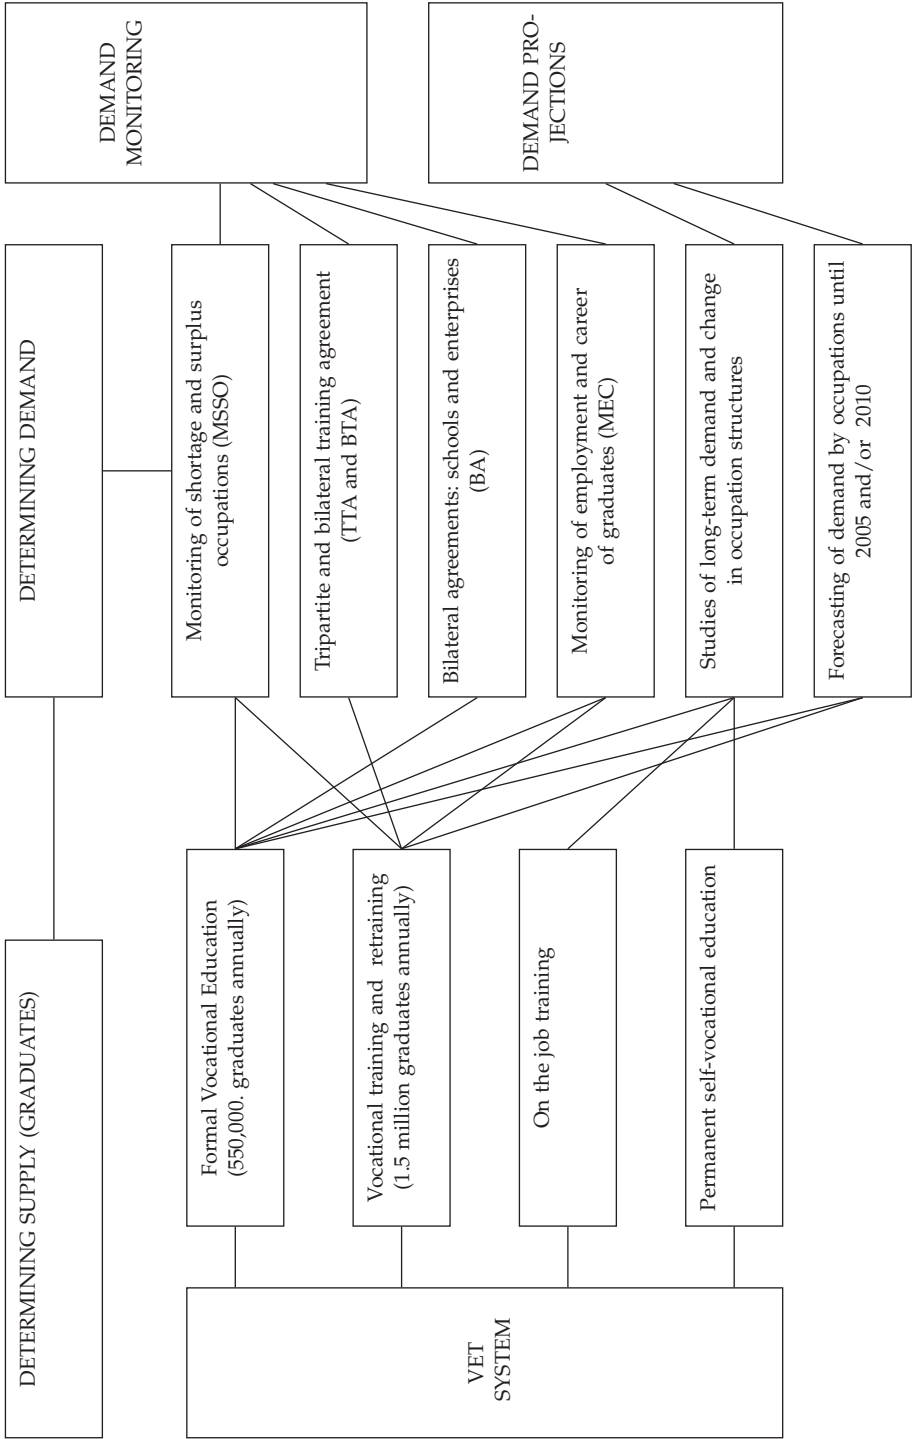 DETERMINING SUPPLY (GRADUATES)
DETERMINING DEMAND
VET
SYSTEM
Formal Vocational Education
(550,000. graduates annually)
Vocational training and retraining
(1.5 million graduates annually)
On the job training
Permanent self-vocational education
Monitoring of shortage and surplus
occupations (MSSO)
Tripartite and bilateral training agreement
(TTA and BTA)
Bilateral agreements: schools and enterprises
(BA)
Monitoring of employment and career
of graduates (MEC)
Studies of long-term demand and change
in occupation structures
Forecasting of demand by occupations until
2005 and/or 2010
DEMAND
MONITORING
DEMAND PRO-
JECTIONS